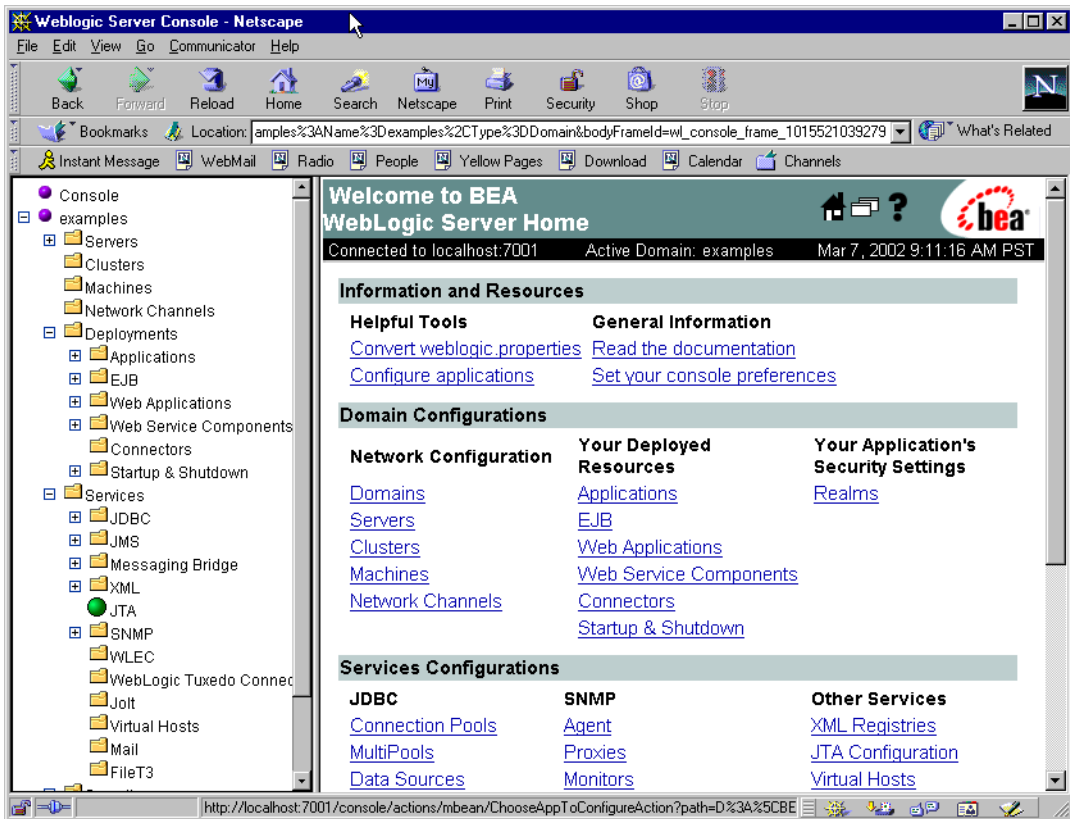 Weblogic Server Console - Netscape
File Edit View Go Communicator Help
Back Forward Reload Home Search Netscape Print Security Shop Stop
My
N
Bookmarks Location: amples%3AName%3Dexamples%2CType%3DDomain&bodyFrameId=wl_console_frame_1015521039279 What's Related
Instant Message WebMail Radio People Yellow Pages Download Calendar Channels
Console
examples
Servers
Clusters
Machines
Network Channels
Deployments
Applications
EJB
Web Applications
Web Service Components
Connectors
Startup & Shutdown
Services
JDBC
JMS
Messaging Bridge
XML
JTA
SNMP
WLEC
WebLogic Tuxedo Connec
Jolt
Virtual Hosts
Mail
FileT3
Welcome to BEA
WebLogic Server Home
?
bea
Connected to localhost:7001 Active Domain: examples Mar 7, 2002 9:11:16 AM PST
Information and Resources
Helpful Tools General Information
Convert weblogic.properties Read the documentation
Configure applications Set your console preferences
Domain Configurations
Network Configuration
Your Deployed
Resources
Your Application's
Security Settings
Domains Applications Realms
Servers EJB
Clusters Web Applications
Machines Web Service Components
Network Channels Connectors
Startup & Shutdown
Services Configurations
JDBC SNMP Other Services
Connection Pools Agent XML Registries
MultiPools Proxies JTA Configuration
Data Sources Monitors Virtual Hosts
http://localhost:7001/console/actions/mbean/ChooseAppToConfigureAction?path=D%3A%5CBE